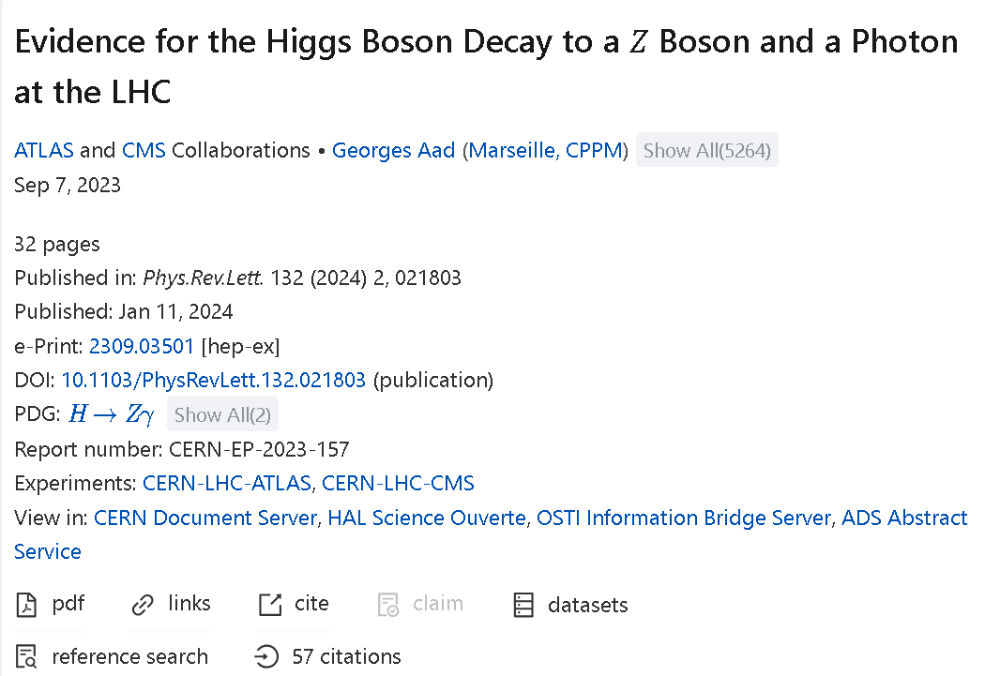 Evidence for the Higgs Boson Decay to a Z Boson and a Photon
at the LHC
ATLAS and CMS Collaborations • Georges Aad (Marseille, CPPM) Show All(5264)
Sep 7, 2023
32 pages
Published in: Phys.Rev.Lett. 132 (2024) 2, 021803
Published: Jan 11, 2024
e-Print: 2309.03501 [hep-ex]
DOI: 10.1103/PhysRevLett.132.021803 (publication)
PDG: H → Zγ Show All(2)
Report number: CERN-EP-2023-157
Experiments: CERN-LHC-ATLAS, CERN-LHC-CMS
View in: CERN Document Server, HAL Science Ouverte, OSTI Information Bridge Server, ADS Abstract
Service
pdf links cite claim datasets
reference search 57 citations